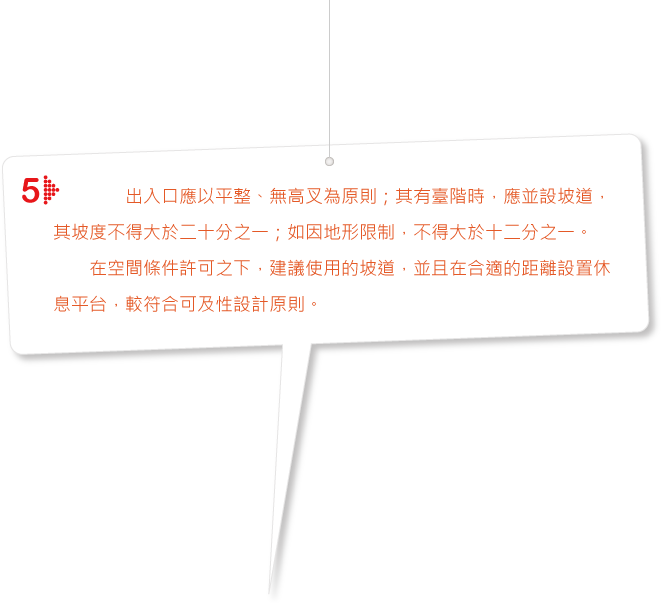 5
出入口應以平整、無高叉為原則；其有臺階時，應並設坡道，
其坡度不得大於二十分之一；如因地形限制，不得大於十二分之一。
在空間條件許可之下，建議使用的坡道，並且在合適的距離設置休
息平台，較符合可及性設計原則。